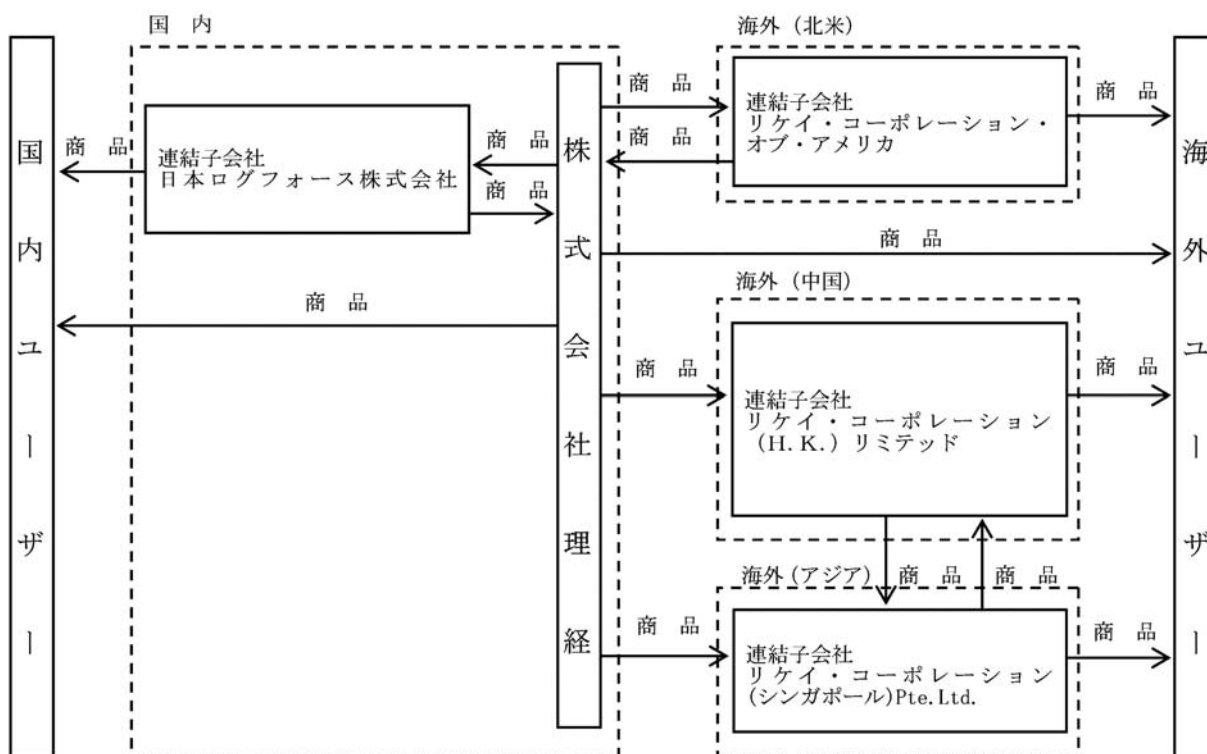 国　内
海外（北米）
国内ユーザー
商　品
連結子会社
日本ログフォース株式会社
商　品
商　品
商　品
株式会社理経
商　品
商　品
連結子会社
リケイ・コーポレーション・
オブ・アメリカ
商　品
商　品
海外（中国）
商　品
連結子会社
リケイ・コーポレーション
（H.K.）リミテッド
商　品
海外(アジア)
商　品
商　品
商　品
連結子会社
リケイ・コーポレーション
(シンガポール)Pte.Ltd.
商　品
海外ユーザー